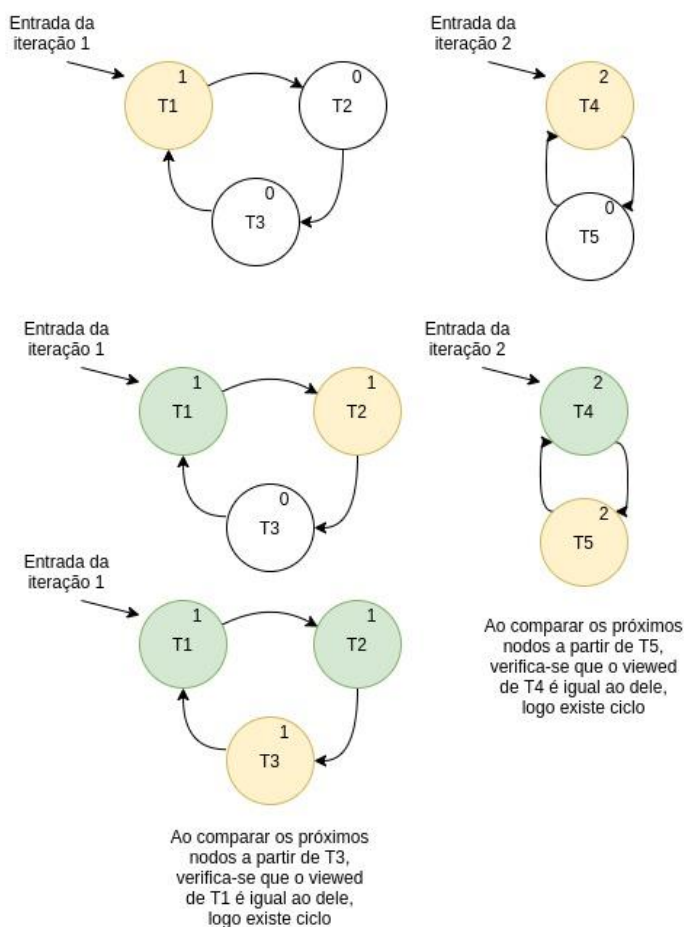 Entrada da
iteração 1
1
T1
0
T2
0
T3
Entrada da
iteração 2
2
T4
0
T5
Entrada da
iteração 1
1
T1
1
T2
0
T3
Entrada da
iteração 2
2
T4
2
T5
Entrada da
iteração 1
1
T1
1
T2
1
T3
Ao comparar os próximos
nodos a partir de T5,
verifica-se que o viewed
de T4 é igual ao dele,
logo existe ciclo
Ao comparar os próximos
nodos a partir de T3,
verifica-se que o viewed
de T1 é igual ao dele,
logo existe ciclo